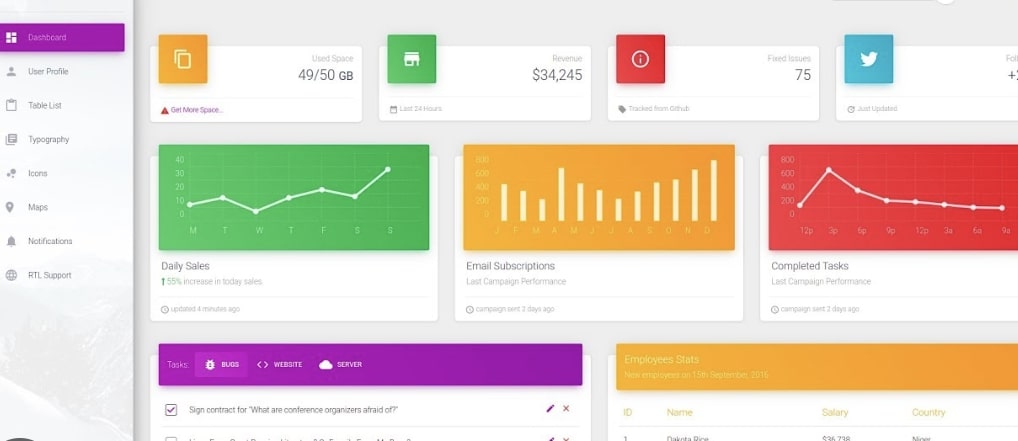 Dashboard
User Profile
Table List
Typography
Icons
Maps
Notifications
RTL Support
Used Space
49/50 GB
Get More Space...
Revenue
$34,245
Last 24 Hours
Fixed Issues
75
Tracked from Github
Just Updated
40
30
20
10
0
M T W T F S S
Daily Sales
55% increase in today sales.
updated 4 minutes ago
800
600
400
200
0
J F M A M J J A S O N D
Email Subscriptions
Last Campaign Performance
campaign sent 2 days ago
800
600
400
200
0
12p 3p 6p 9p 12p 3a 6a 9a
Completed Tasks
Last Campaign Performance
campaign sent 2 days ago
Tasks: BUGS WEBSITE SERVER
Sign contract for "What are conference organizers afraid of?"
Employees Stats
New employees on 15th September, 2016
ID Name Salary Country
1 Dakota Rice $36,738 Niger